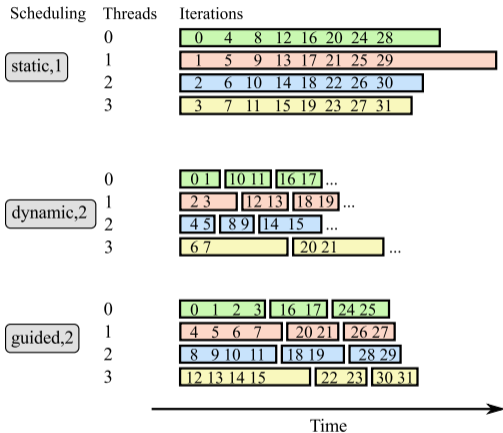 Scheduling Threads Iterations
static,1
0 0 4 8 12 16 20 24 28
1 1 5 9 13 17 21 25 29
2 2 6 10 14 18 22 26 30
3 3 7 11 15 19 23 27 31
dynamic,2
0 0 1 10 11 16 17 ...
1 2 3 12 13 18 19 ...
2 4 5 8 9 14 15 ...
3 6 7 20 21 ...
guided,2
0 0 1 2 3 16 17 24 25
1 4 5 6 7 20 21 26 27
2 8 9 10 11 18 19 28 29
3 12 13 14 15 22 23 30 31
Time